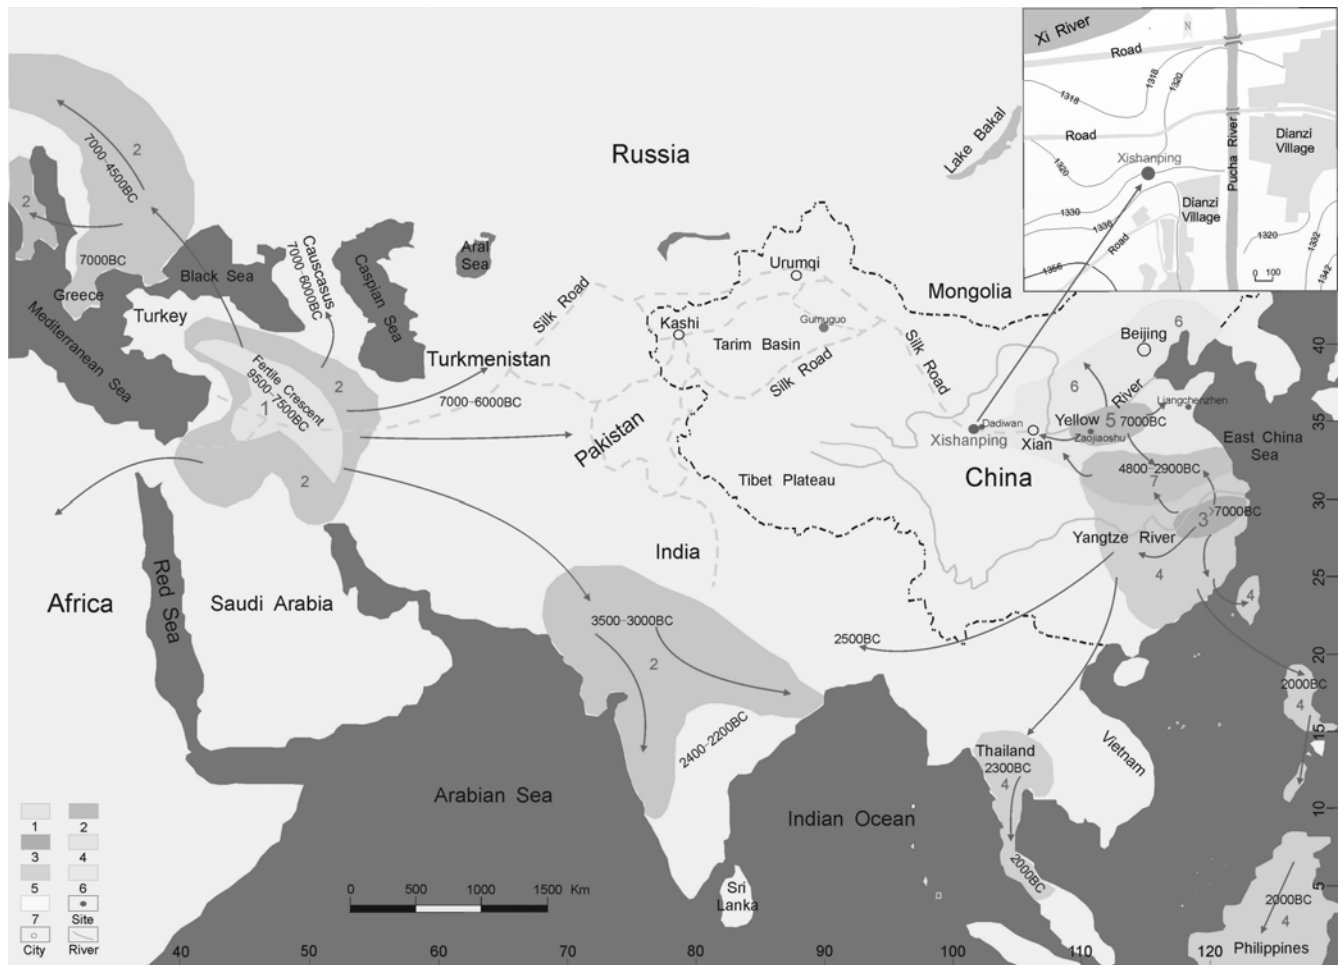 Xi River
N
Road
1318
1320
1318
Road
Pucha River
Dianzi
Village
Xishanping
1320
Dianzi
Village
1330
1336
Road
1356
1320
1332
1342
0 100
Russia
Lake Bakal
2
7000-4500BC
2
7000BC
Greece
Black Sea
Causcasus
7000-6000BC
Caspian Sea
Aral
Sea
Urumqi
Mongolia
Mediterranean Sea
Turkey
Silk Road
Kashi
Gumuguo
Tarim Basin
Silk Road
Silk Road
Beijing
6
40
Turkmenistan
Fertile Crescent
9500-7500BC
1
2
7000-6000BC
Pakistan
6
Yellow River
5 7000BC
Liangchenzhen
Zaojiaoshu
Dadiwan
Xishanping
Xian
35
East China
Sea
2
Tibet Plateau
China
4800-2900BC
7
30
>7000BC
3
Yangtze River
India
4
25
4
Africa
Red Sea
Saudi Arabia
3500-3000BC
2
2500BC
20
2000BC
4
2400-2200BC
15
Thailand
2300BC
4
Vietnam
Arabian Sea
Indian Ocean
10
2000BC
5
2000BC
4
Philippines
Sri
Lanka
0 500 1000 1500 Km
1 2
3 4
5 6
7 Site
City River
40 50 60 70 80 90 100 110 120